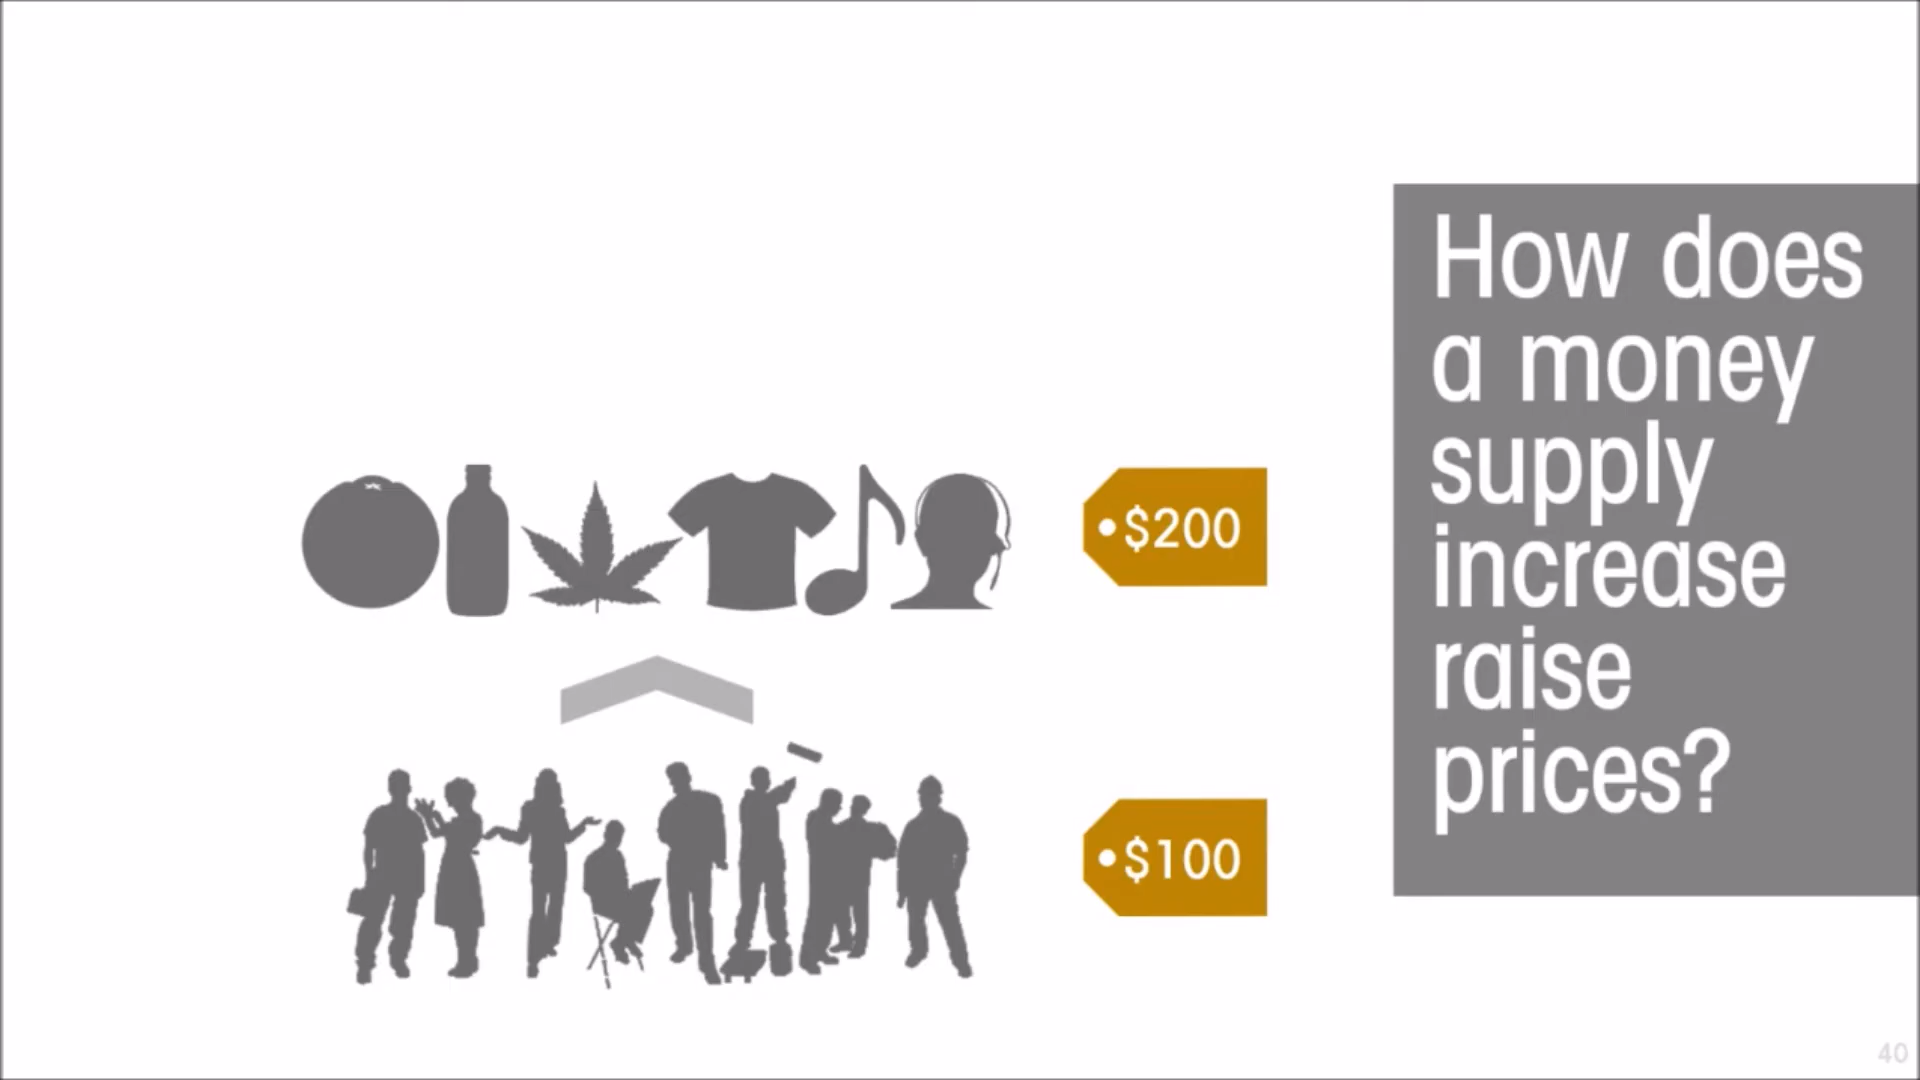 How does
a money
supply
increase
raise
prices?
$200
$100
40